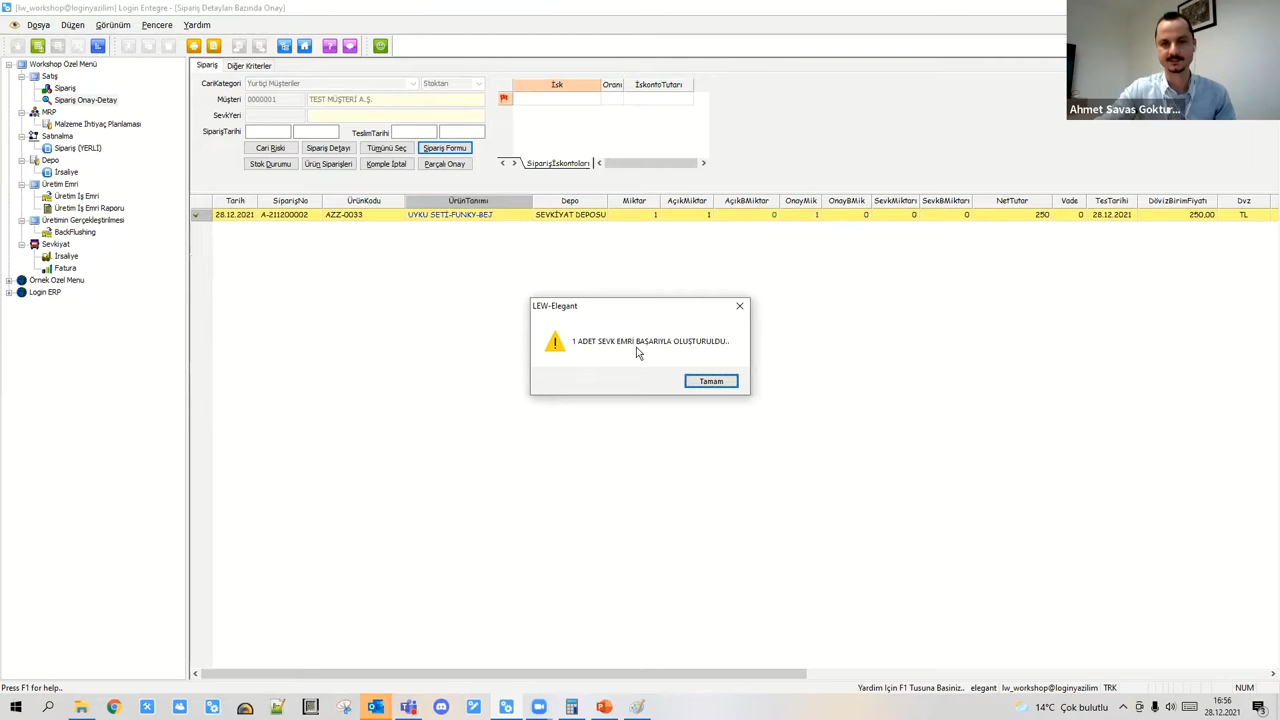 [lw_workshop@loginyazilim] Login Entegre - [Sipariş Detayları Bazında Onay]
Dosya Düzen Görünüm Pencere Yardım
Workshop Özel Menü
Satış
Sipariş
Sipariş Onay-Detay
MRP
Malzeme İhtiyaç Planlaması
Satınalma
Sipariş (YERLİ)
Depo
İrsaliye
Üretim Emri
Üretim İş Emri
Üretim İş Emri Raporu
Üretimin Gerçekleştirilmesi
BackFlushing
Sevkiyat
İrsaliye
Fatura
Örnek Özel Menu
Login ERP
Sipariş Diğer Kriterler
CariKategori Yurtiçi Müşteriler Stoktan
Müşteri 0000001 TEST MÜŞTERİ A.Ş.
SevkYeri
SiparişTarihi TeslimTarihi
Cari Riski Sipariş Detayı Tümünü Seç Sipariş Formu
Stok Durumu Ürün Siparişleri Komple İptal Parçalı Onay
İsk Oranı İskontoTutarı
Siparişİskontoları
Tarih SiparişNo ÜrünKodu ÜrünTanımı Depo Miktar AçıkMiktar AçıkBMiktar OnayMik OnayBMik SevkMiktarı SevkBMiktarı NetTutar Vade TesTarihi DövizBirimFiyatı Dvz
28.12.2021 A-211200002 AZZ-0033 UYKU SETİ-FUNKY-BEJ SEVKİYAT DEPOSU 1 1 0 1 0 0 0 250 0 28.12.2021 250,00 TL
LEW-Elegant
1 ADET SEVK EMRİ BAŞARIYLA OLUŞTURULDU..
Tamam
Ahmet Savas Goktur...
Press F1 for help.. Yardim Için F1 Tusuna Basiniz.. elegant lw_workshop@loginyazilim TRK NUM
14°C Çok bulutlu 16:56
28.12.2021